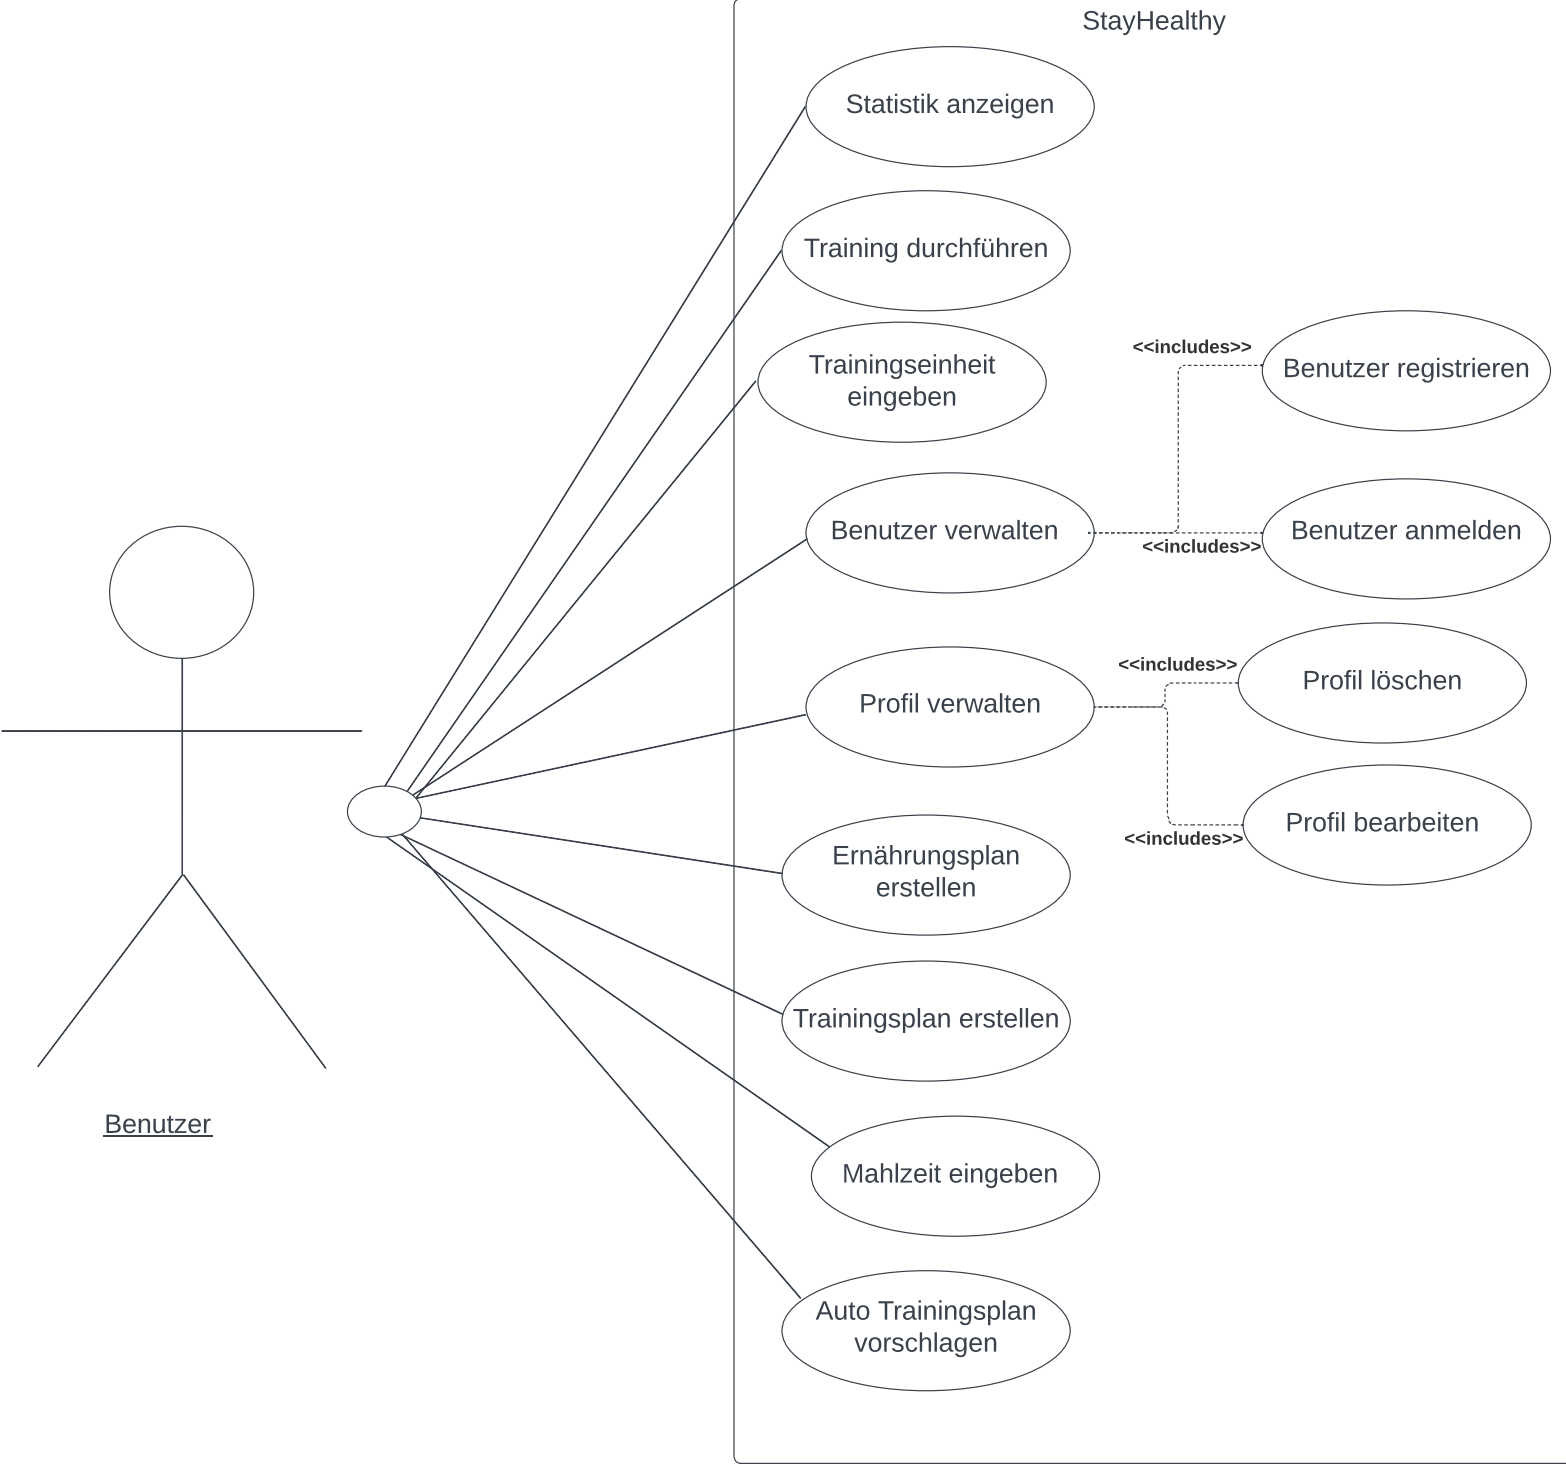 StayHealthy
Statistik anzeigen
Training durchführen
Trainingseinheit
eingeben
<<includes>>
Benutzer registrieren
Benutzer verwalten
Benutzer anmelden
<<includes>>
<<includes>>
Profil löschen
Profil verwalten
Profil bearbeiten
<<includes>>
Ernährungsplan
erstellen
Trainingsplan erstellen
Benutzer
Mahlzeit eingeben
Auto Trainingsplan
vorschlagen